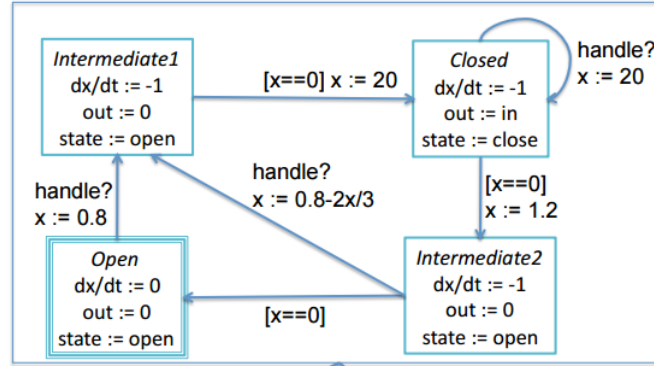 Intermediate1
dx/dt := -1
out := 0
state := open
[x==0] x := 20
Closed
dx/dt := -1
out := in
state := close
handle?
x := 20
handle?
x := 0.8
handle?
x := 0.8-2x/3
[x==0]
x := 1.2
Open
dx/dt := 0
out := 0
state := open
[x==0]
Intermediate2
dx/dt := -1
out := 0
state := open